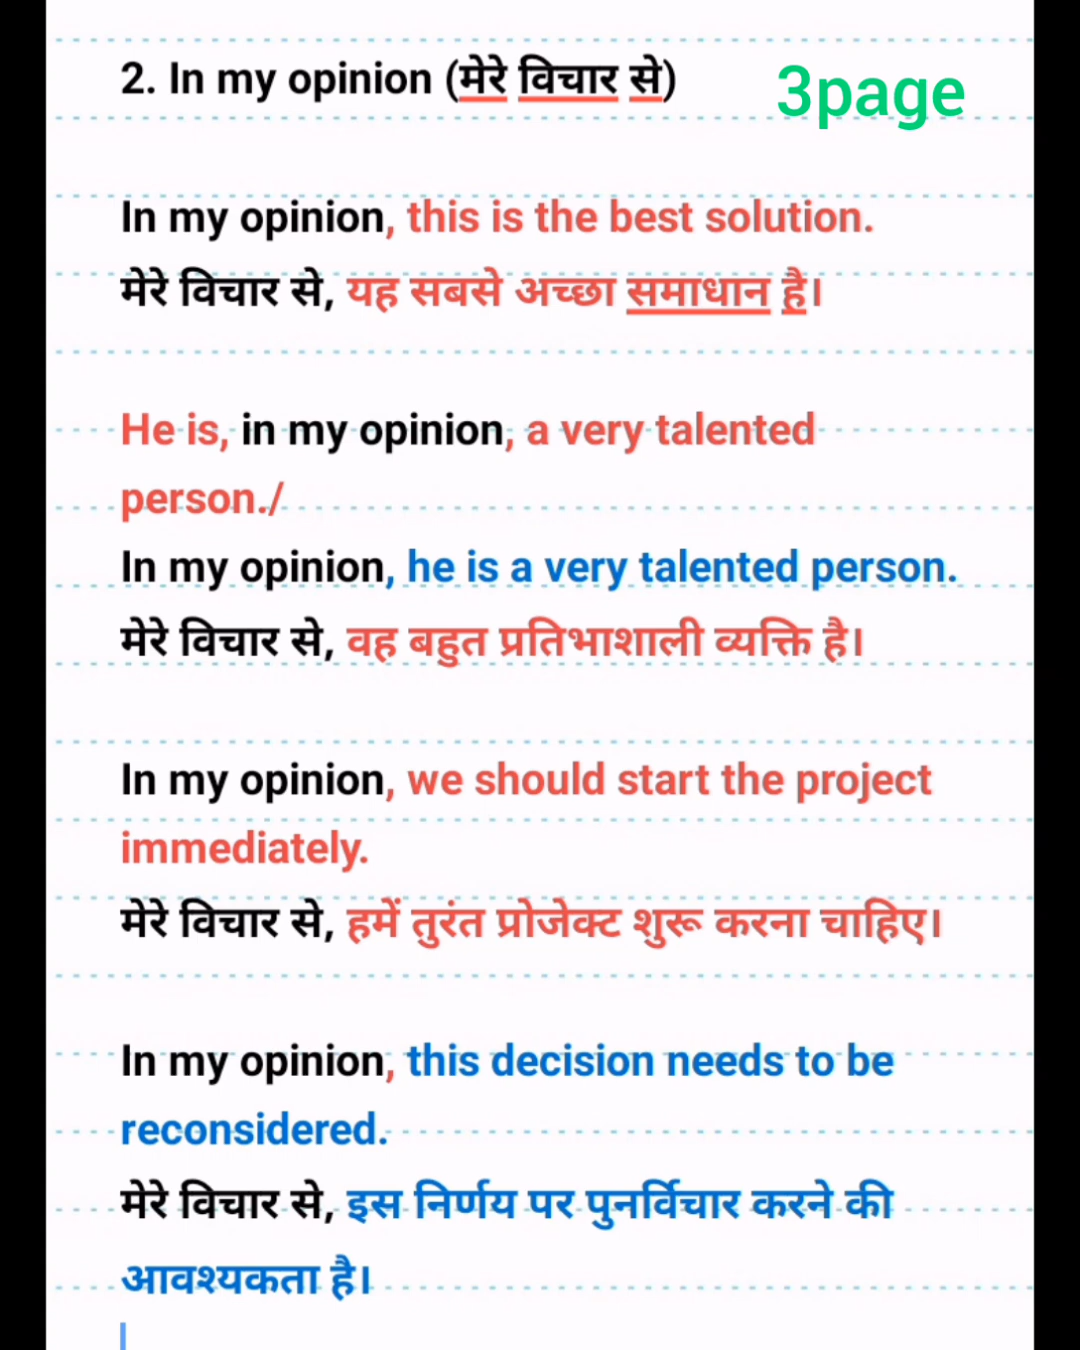 2. In my opinion (मेरे विचार से)
3page
In my opinion, this is the best solution.
मेरे विचार से, यह सबसे अच्छा समाधान है।
He is, in my opinion, a very talented
person./
In my opinion, he is a very talented person.
मेरे विचार से, वह बहुत प्रतिभाशाली व्यक्ति है।
In my opinion, we should start the project
immediately.
मेरे विचार से, हमें तुरंत प्रोजेक्ट शुरू करना चाहिए।
In my opinion, this decision needs to be
reconsidered.
मेरे विचार से, इस निर्णय पर पुनर्विचार करने की
आवश्यकता है।